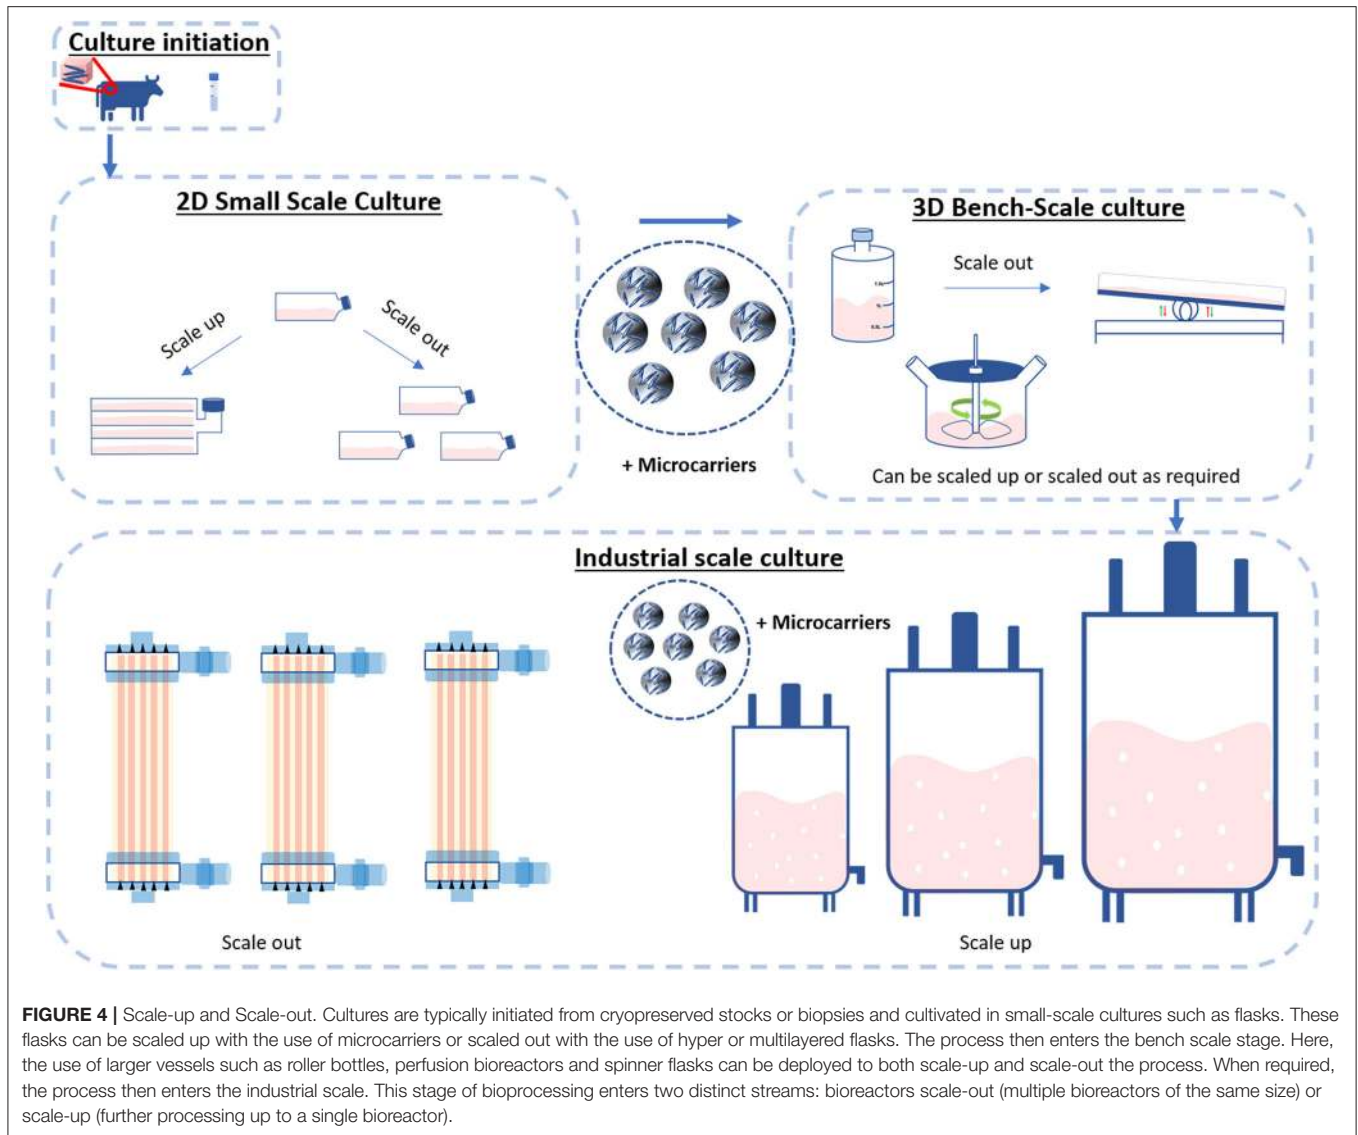 Culture initiation
2D Small Scale Culture
Scale up
Scale out
+ Microcarriers
3D Bench-Scale culture
Scale out
1L
Can be scaled up or scaled out as required
Industrial scale culture
+ Microcarriers
Scale out
Scale up
FIGURE 4 | Scale-up and Scale-out. Cultures are typically initiated from cryopreserved stocks or biopsies and cultivated in small-scale cultures such as flasks. These
flasks can be scaled up with the use of microcarriers or scaled out with the use of hyper or multilayered flasks. The process then enters the bench scale stage. Here,
the use of larger vessels such as roller bottles, perfusion bioreactors and spinner flasks can be deployed to both scale-up and scale-out the process. When required,
the process then enters the industrial scale. This stage of bioprocessing enters two distinct streams: bioreactors scale-out (multiple bioreactors of the same size) or
scale-up (further processing up to a single bioreactor).